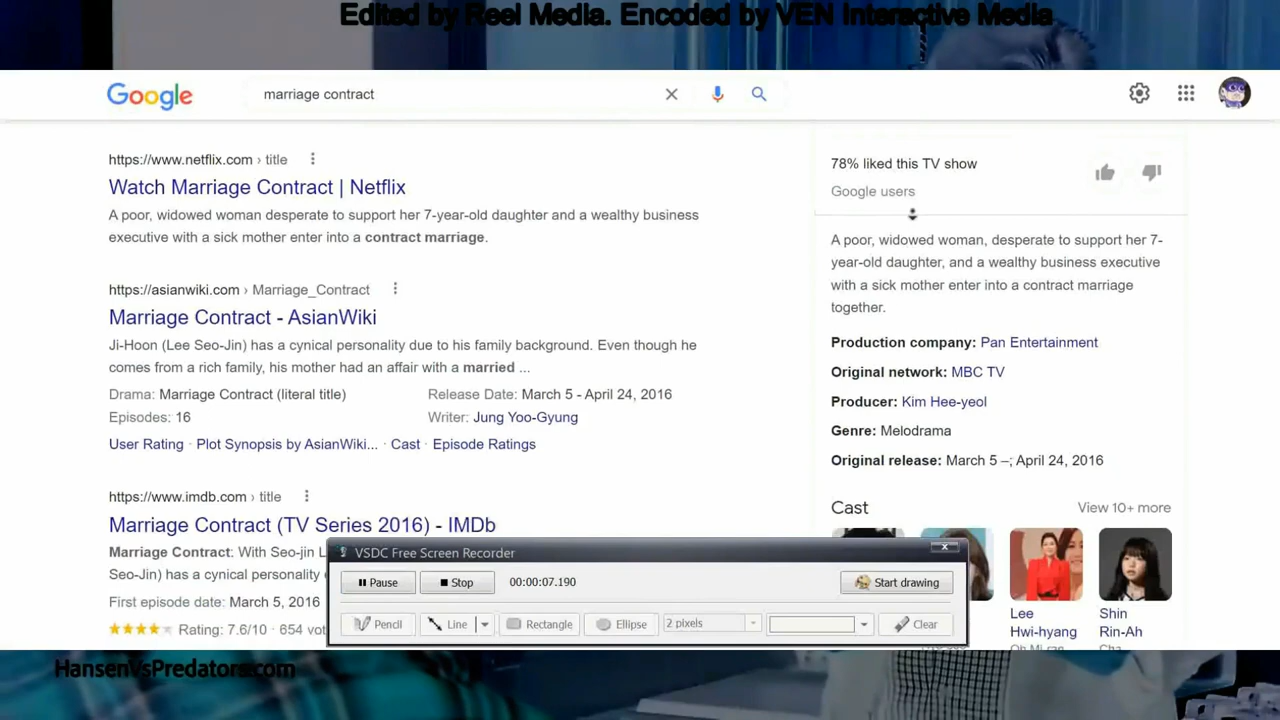 Edited by Reel Media. Encoded by VEN Interactive Media
Google
marriage contract
https://www.netflix.com › title
Watch Marriage Contract | Netflix
A poor, widowed woman desperate to support her 7-year-old daughter and a wealthy business
executive with a sick mother enter into a contract marriage.
https://asianwiki.com › Marriage_Contract
Marriage Contract - AsianWiki
Ji-Hoon (Lee Seo-Jin) has a cynical personality due to his family background. Even though he
comes from a rich family, his mother had an affair with a married ...
Drama: Marriage Contract (literal title)
Release Date: March 5 - April 24, 2016
Episodes: 16
Writer: Jung Yoo-Gyung
User Rating · Plot Synopsis by AsianWiki... · Cast · Episode Ratings
https://www.imdb.com › title
Marriage Contract (TV Series 2016) - IMDb
Marriage Contract: With Seo-jin L
Seo-Jin) has a cynical personality d
First episode date: March 5, 2016
Rating: 7.6/10 · 654 vot
78% liked this TV show
Google users
A poor, widowed woman, desperate to support her 7-
year-old daughter, and a wealthy business executive
with a sick mother enter into a contract marriage
together.
Production company: Pan Entertainment
Original network: MBC TV
Producer: Kim Hee-yeol
Genre: Melodrama
Original release: March 5 –; April 24, 2016
Cast
View 10+ more
Lee
Hwi-hyang
Shin
Rin-Ah
VSDC Free Screen Recorder
Pause
Stop
00:00:07.190
Start drawing
Pencil
Line
Rectangle
Ellipse
2 pixels
Clear
HansenVsPredators.com